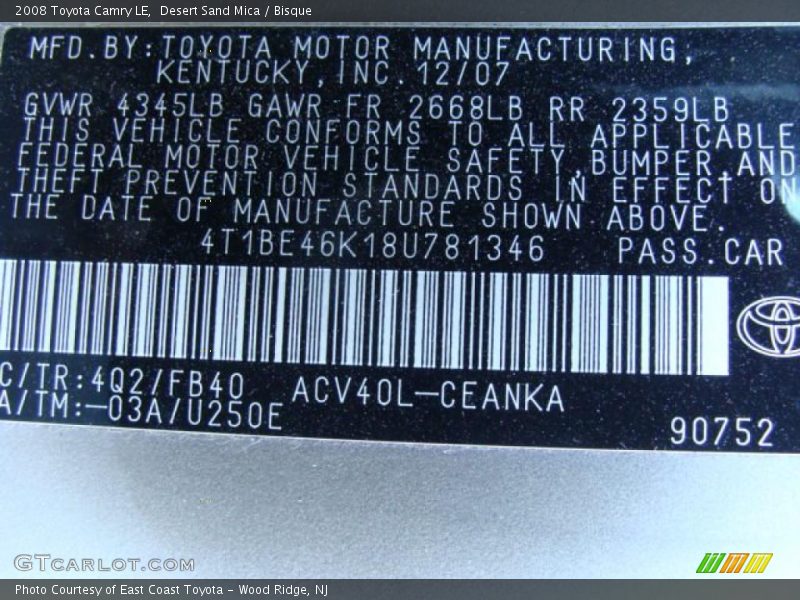 2008 Toyota Camry LE, Desert Sand Mica / Bisque
MFD.BY:TOYOTA MOTOR MANUFACTURING,
KENTUCKY,INC.12/07
GVWR 4345LB GAWR FR 2668LB RR 2359LB
THIS VEHICLE CONFORMS TO ALL APPLICABLE
FEDERAL MOTOR VEHICLE SAFETY,BUMPER,AND
THEFT PREVENTION STANDARDS IN EFFECT ON
THE DATE OF MANUFACTURE SHOWN ABOVE.
4T1BE46K18U781346 PASS.CAR
C/TR:4Q2/FB40 ACV40L-CEANKA
A/TM:-03A/U250E
90752
GTCARLOT.COM
Photo Courtesy of East Coast Toyota - Wood Ridge, NJ